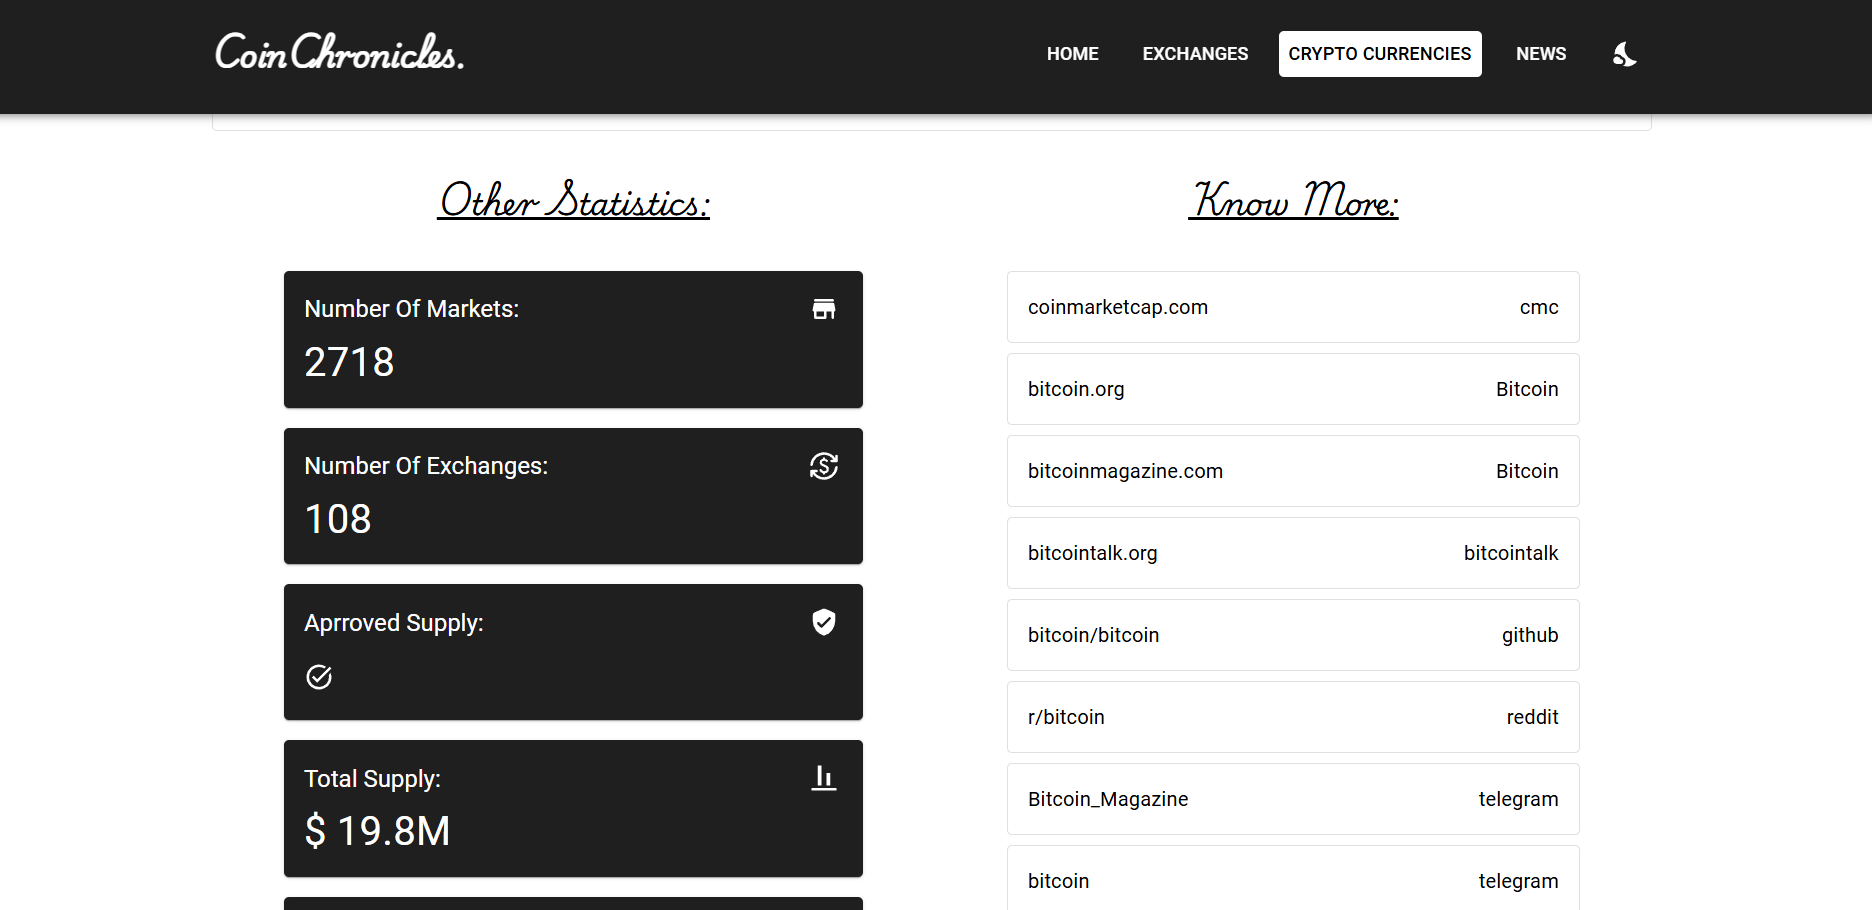 Coin Chronicles.
HOME EXCHANGES CRYPTO CURRENCIES NEWS
Other Statistics:
Number Of Markets:
2718
Number Of Exchanges:
108
Aprroved Supply:
Total Supply:
$ 19.8M
Know More:
coinmarketcap.com cmc
bitcoin.org Bitcoin
bitcoinmagazine.com Bitcoin
bitcointalk.org bitcointalk
bitcoin/bitcoin github
r/bitcoin reddit
Bitcoin_Magazine telegram
bitcoin telegram